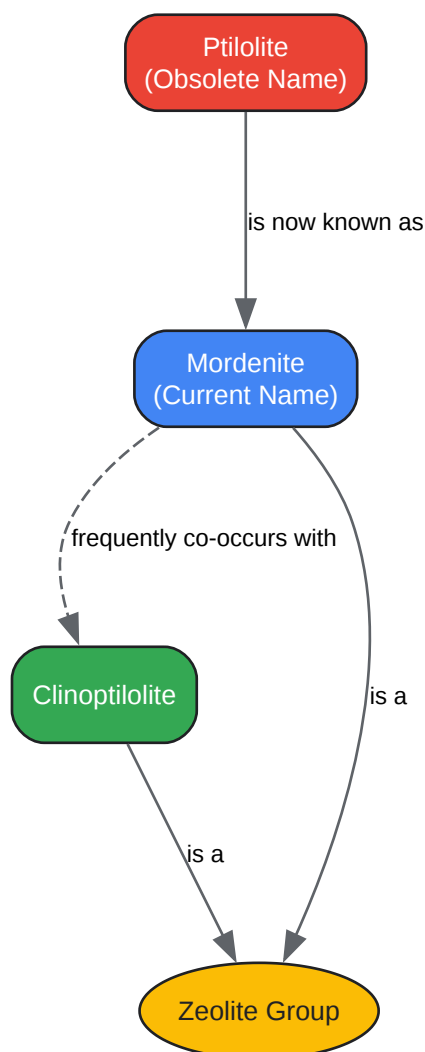 Ptilolite
(Obsolete Name)
is now known as
Mordenite
(Current Name)
frequently co-occurs with
Clinoptilolite
is a
is a
Zeolite Group